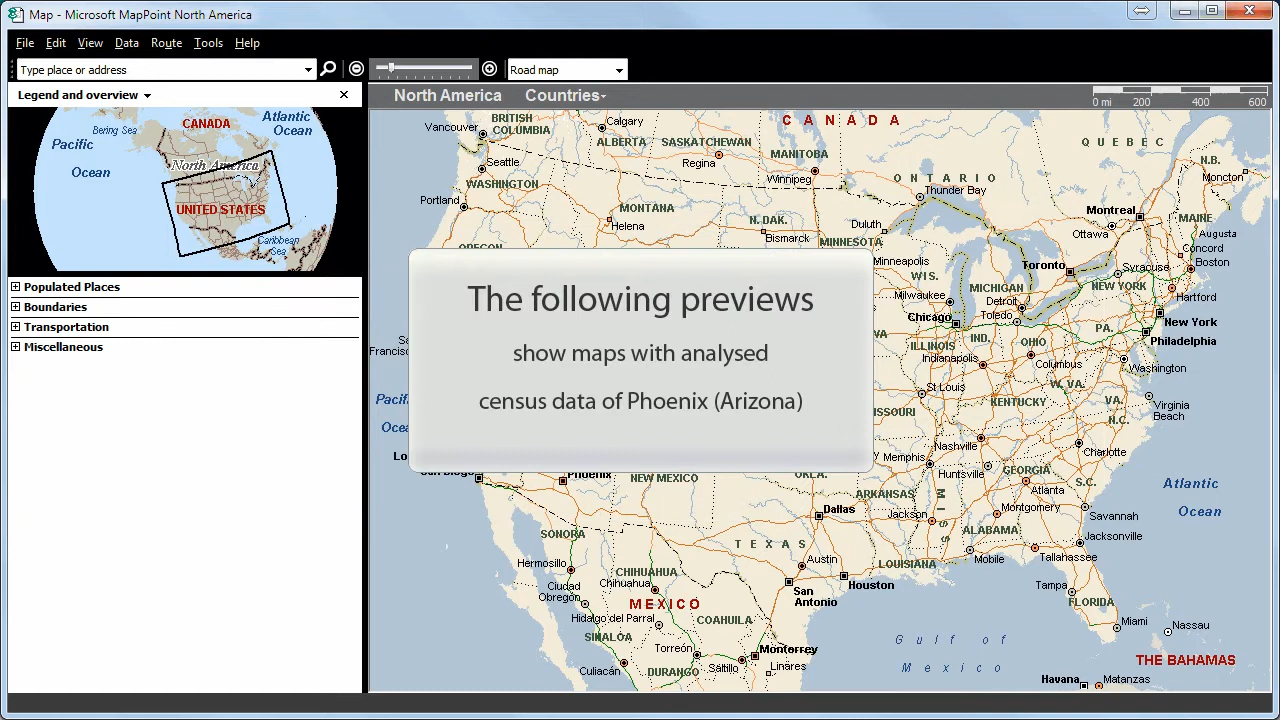 Map - Microsoft MapPoint North America
File Edit View Data Route Tools Help
Type place or address
Road map
Legend and overview
CANADA
Atlantic
Ocean
Bering Sea
Pacific
Ocean
North America
UNITED STATES
Caribbean
Sea
Populated Places
Boundaries
Transportation
Miscellaneous
North America Countries
0 mi 200 400 600
BRITISH
COLUMBIA
Vancouver
Calgary
ALBERTA
SASKATCHEWAN
CANADA
QUEBEC
Seattle
Regina
MANITOBA
Winnipeg
ONTARIO
Thunder Bay
N.B.
Moncton
WASHINGTON
Portland
MONTANA
Helena
N. DAK.
Bismarck
Duluth
MINNESOTA
Montreal
Ottawa
MAINE
Augusta
OREGON
Minneapolis
WIS.
Toronto
Syracuse
Concord
Boston
MICHIGAN
NEW YORK
Milwaukee
Detroit
Hartford
Chicago
Toledo
New York
PA.
Philadelphia
ILLINOIS
IND.
OHIO
Indianapolis
Columbus
Washington
St Louis
W. VA.
KENTUCKY
VA.
Virginia
Beach
N.C.
Nashville
Charlotte
Memphis
Huntsville
GEORGIA
S.C.
Atlanta
The following previews
show maps with analysed
census data of Phoenix (Arizona)
Pacific
San Diego
Phoenix
NEW MEXICO
OKLA.
ARKANSAS
MISS
Atlantic
Ocean
Dallas
Jackson
Montgomery
Savannah
SONORA
TEXAS
ALABAMA
Jacksonville
Hermosillo
CHIHUAHUA
Chihuahua
Austin
LOUISIANA
Mobile
Tallahassee
Ciudad
Obregón
San
Antonio
Houston
Tampa
FLORIDA
MEXICO
Hidalgo del Parral
COAHUILA
Miami
Nassau
SINALOA
Gulf of
Mexico
Torreón
Monterrey
Saltillo
Linares
THE BAHAMAS
Culiacán
DURANGO
Havana
Matanzas